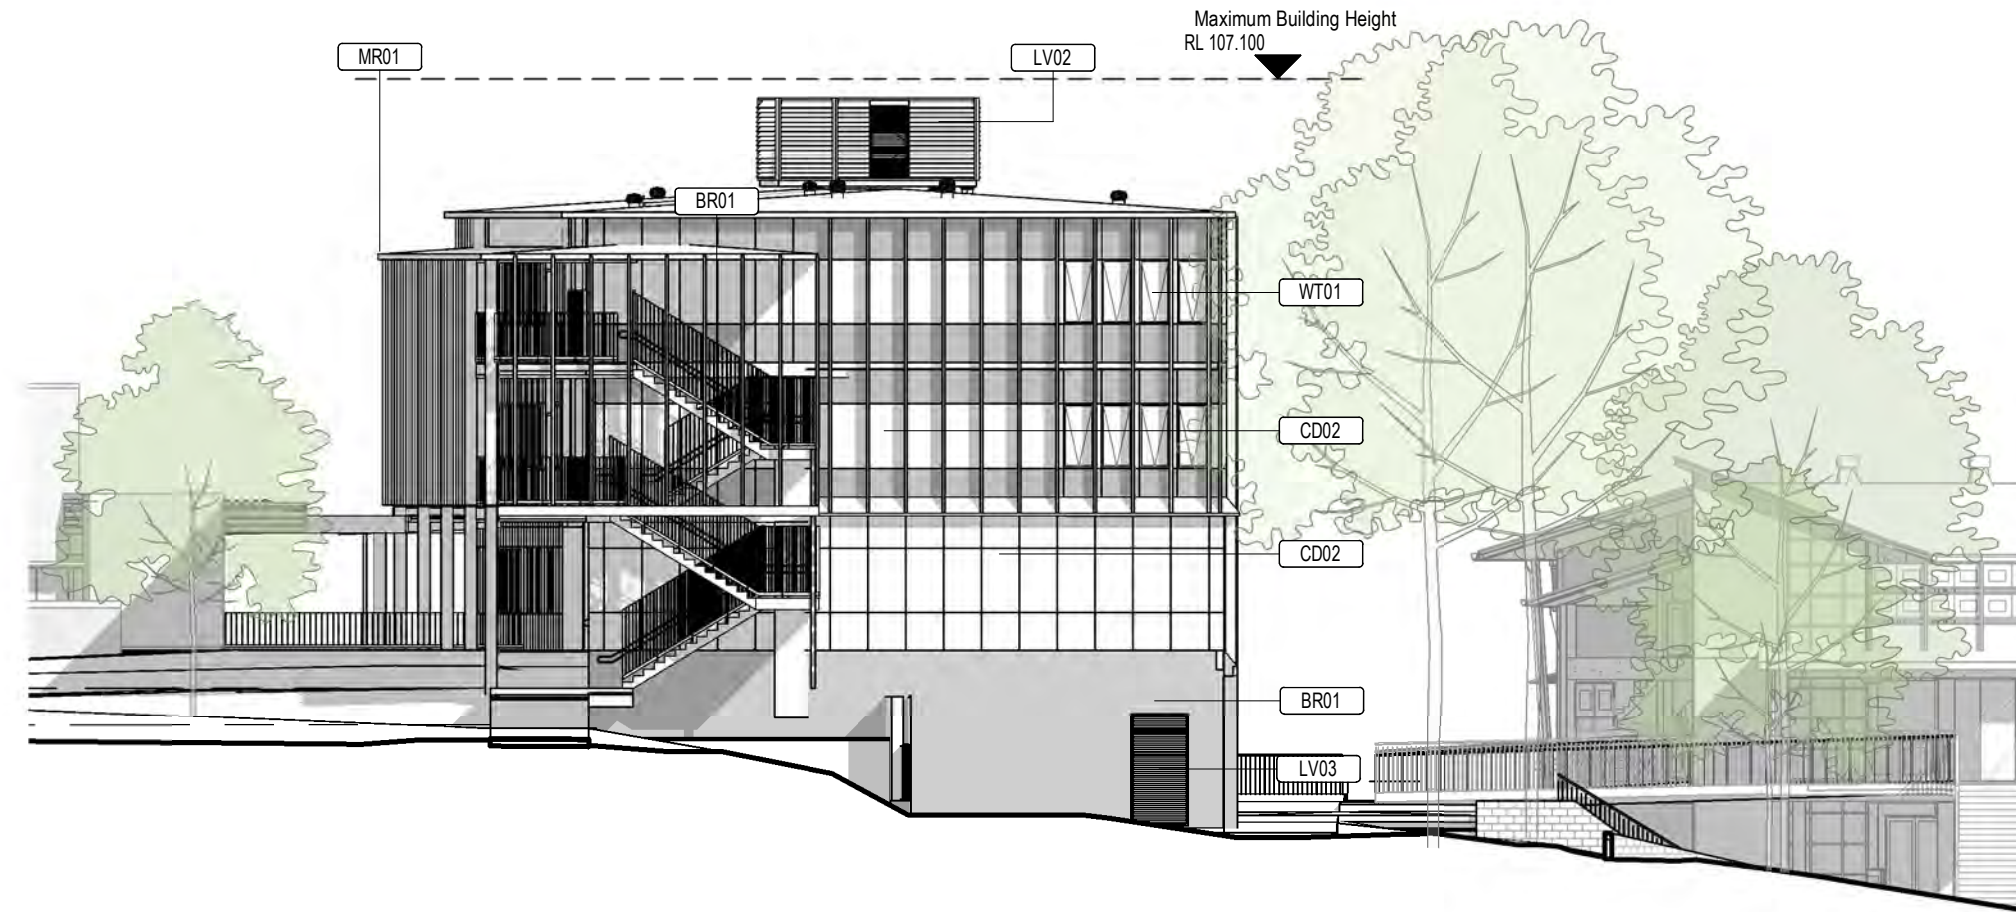 Maximum Building Height
RL 107.100
MR01
LV02
BR01
WT01
CD02
CD02
BR01
LV03